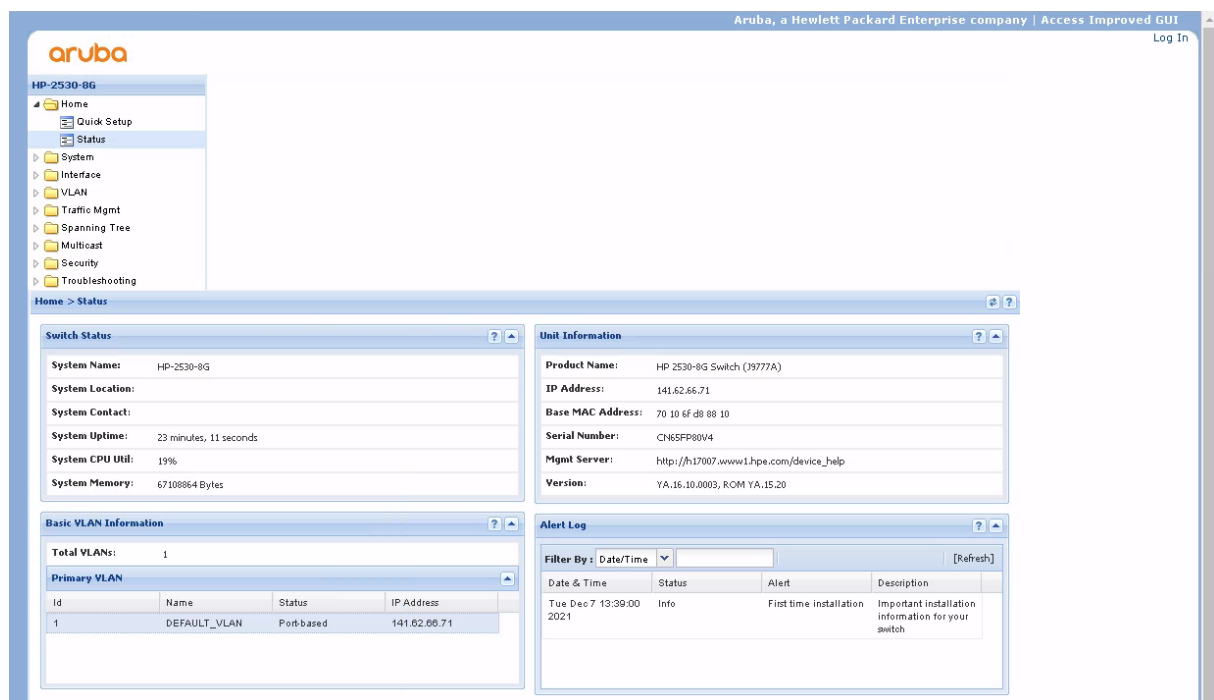 Aruba, a Hewlett Packard Enterprise company | Access Improved GUI
Log In
aruba
HP-2530-8G
Home
Quick Setup
Status
System
Interface
VLAN
Traffic Mgmt
Spanning Tree
Multicast
Security
Troubleshooting
Home > Status
?
Switch Status
?
System Name: HP-2530-8G
System Location:
System Contact:
System Uptime: 23 minutes, 11 seconds
System CPU Util: 19%
System Memory: 67108864 Bytes
Unit Information
?
Product Name: HP 2530-8G Switch (J9777A)
IP Address: 141.62.66.71
Base MAC Address: 70 10 6f d8 88 10
Serial Number: CN65FP80V4
Mgmt Server: http://h17007.www1.hpe.com/device_help
Version: YA.16.10.0003, ROM YA.15.20
Basic VLAN Information
?
Total VLANs: 1
Primary VLAN
Id Name Status IP Address
1 DEFAULT_VLAN Port-based 141.62.66.71
Alert Log
?
Filter By : Date/Time [Refresh]
Date & Time Status Alert Description
Tue Dec 7 13:39:00 Info First time installation Important installation
2021 information for your
switch